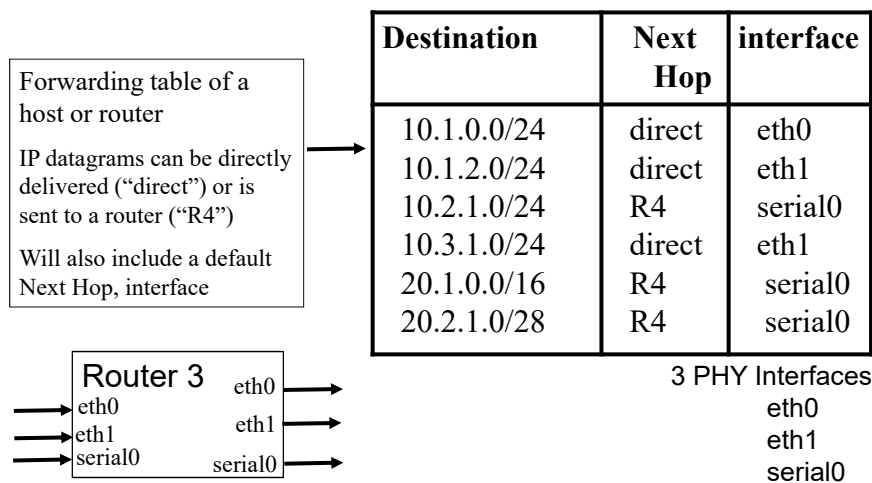 Forwarding table of a
host or router
IP datagrams can be directly
delivered (“direct”) or is
sent to a router (“R4”)
Will also include a default
Next Hop, interface
Destination Next Hop interface
10.1.0.0/24 direct eth0
10.1.2.0/24 direct eth1
10.2.1.0/24 R4 serial0
10.3.1.0/24 direct eth1
20.1.0.0/16 R4 serial0
20.2.1.0/28 R4 serial0
Router 3
eth0
eth1
serial0
eth0
eth1
serial0
3 PHY Interfaces
eth0
eth1
serial0